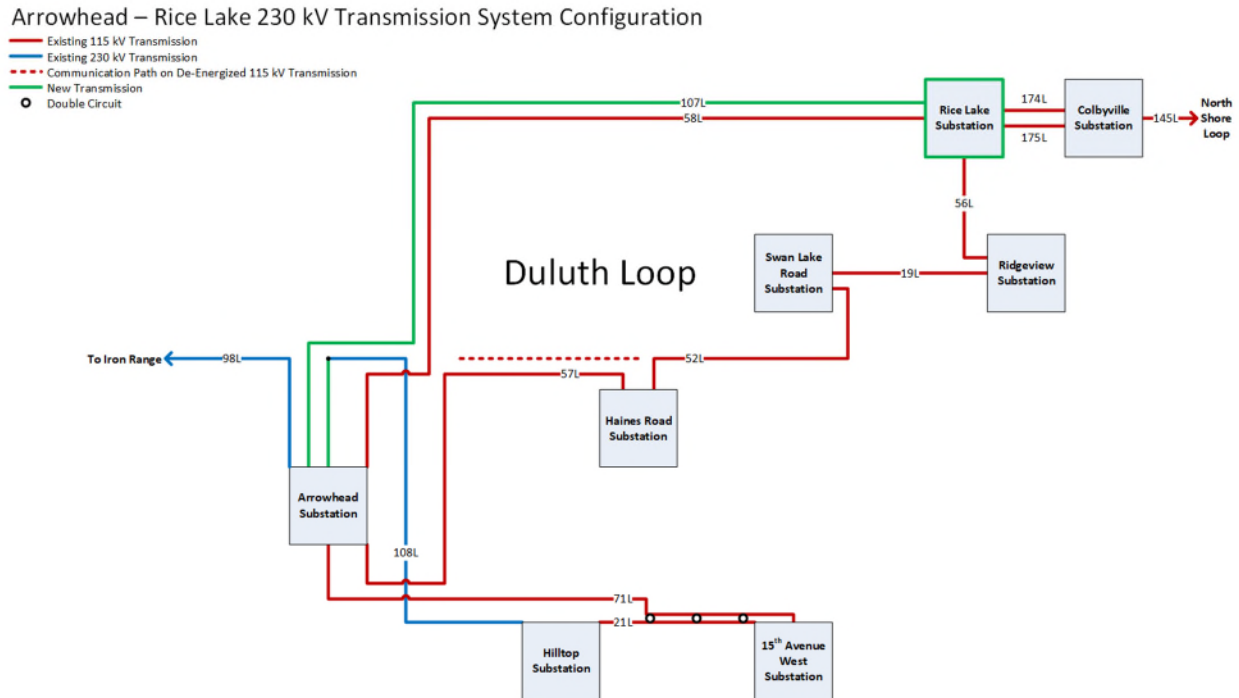 Arrowhead – Rice Lake 230 kV Transmission System Configuration
Existing 115 kV Transmission
Existing 230 kV Transmission
Communication Path on De-Energized 115 kV Transmission
New Transmission
Double Circuit
107L
58L
Rice Lake
Substation
174L
175L
Colbyville
Substation
145L
North
Shore
Loop
56L
Duluth Loop
Swan Lake
Road
Substation
19L
Ridgeview
Substation
To Iron Range
98L
52L
57L
Haines Road
Substation
Arrowhead
Substation
108L
71L
21L
Hilltop
Substation
15th Avenue
West
Substation